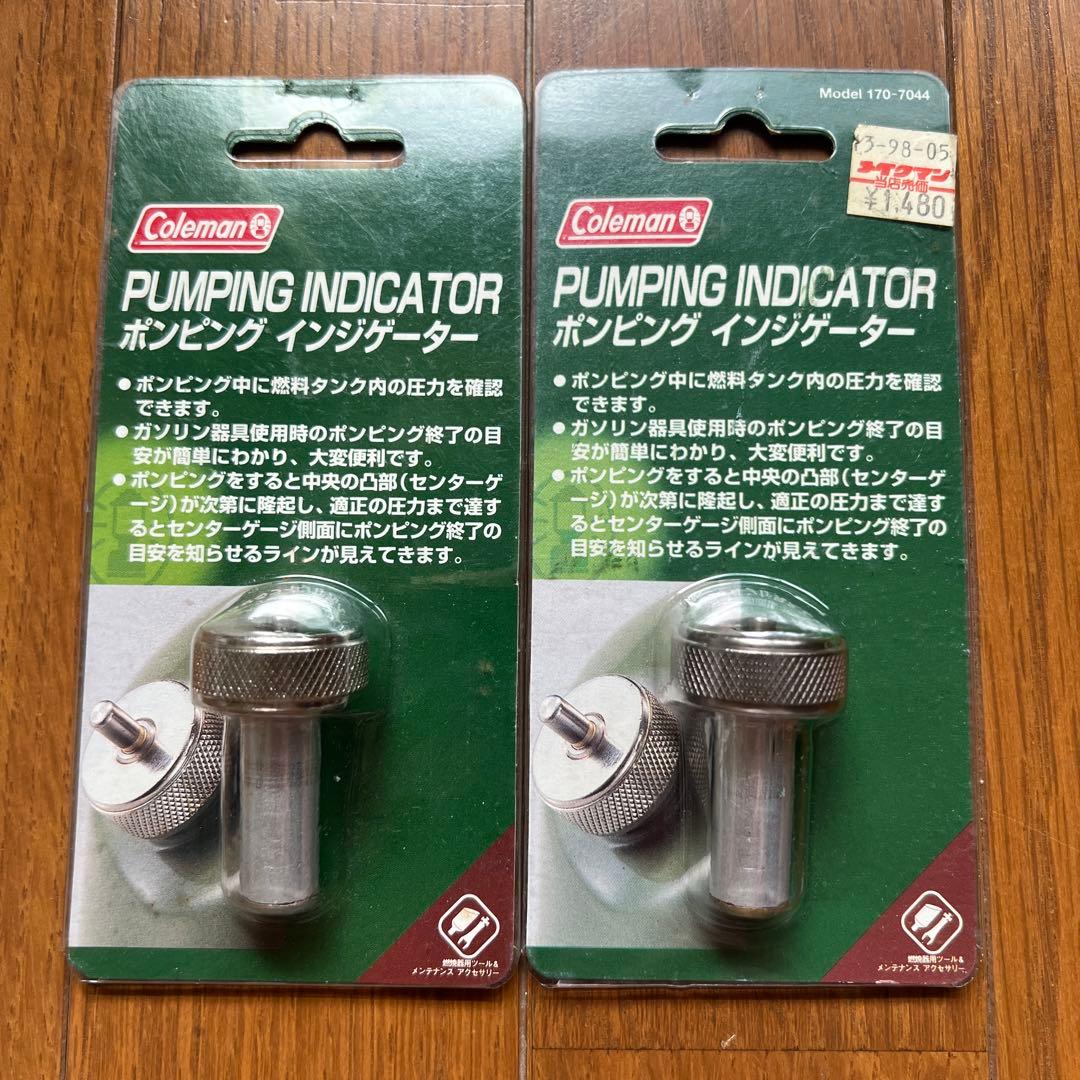 Coleman
PUMPING INDICATOR
ポンピング インジゲーター
●ポンピング中に燃料タンク内の圧力を確認
できます。
●ガソリン器具使用時のポンピング終了の目
安が簡単にわかり、大変便利です。
●ポンピングをすると中央の凸部(センターゲ
ージ)が次第に隆起し、適正の圧力まで達す
るとセンターゲージ側面にポンピング終了の
目安を知らせるラインが見えてきます。
燃焼器用ツール&
メンテナンス アクセサリー
Model 170-7044
3-98-05
メイクマン
当店売価
¥1,480
Coleman
PUMPING INDICATOR
ポンピング インジゲーター
●ポンピング中に燃料タンク内の圧力を確認
できます。
●ガソリン器具使用時のポンピング終了の目
安が簡単にわかり、大変便利です。
●ポンピングをすると中央の凸部(センターゲ
ージ)が次第に隆起し、適正の圧力まで達す
るとセンターゲージ側面にポンピング終了の
目安を知らせるラインが見えてきます。
燃焼器用ツール&
メンテナンス アクセサリー